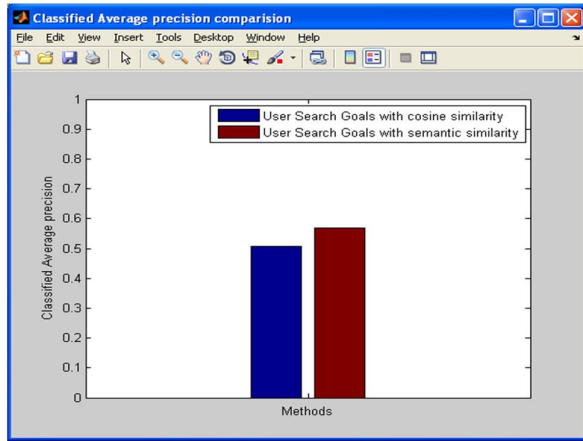 Classified Average precision comparision
File Edit View Insert Tools Desktop Window Help
1
0.9
0.8
0.7
0.6
0.5
0.4
0.3
0.2
0.1
0
Classified Average precision
User Search Goals with cosine similarity
User Search Goals with semantic similarity
Methods